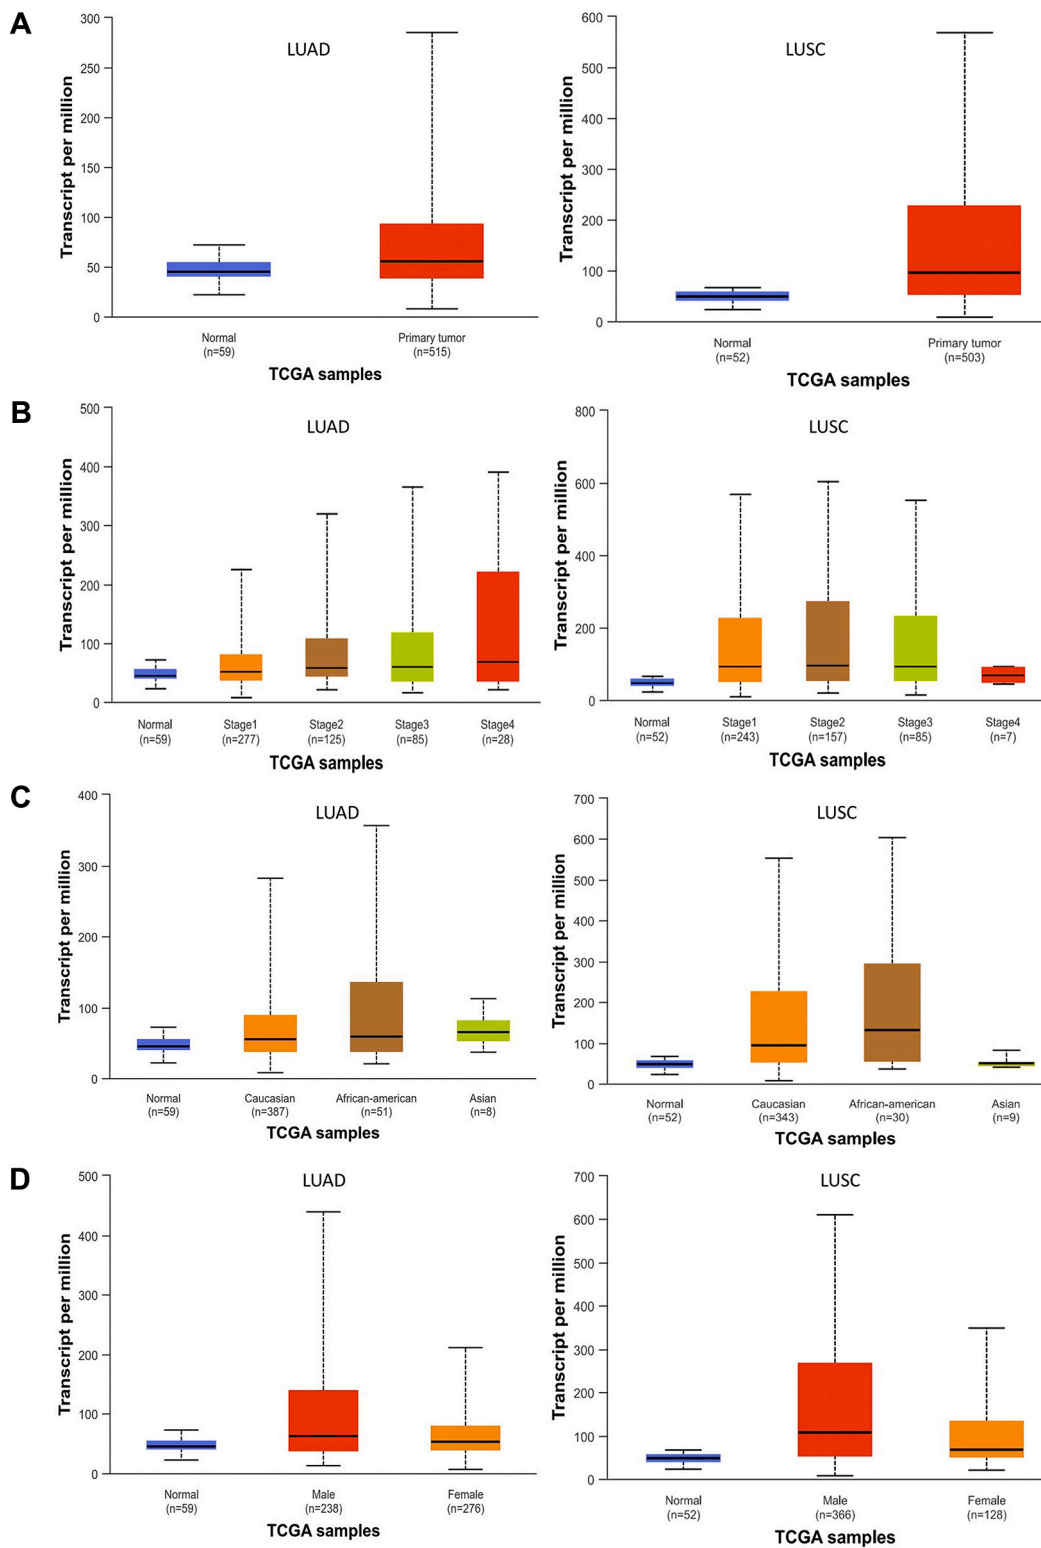 A
LUAD
Transcript per million
300
250
200
150
100
50
0
Normal
(n=59)
Primary tumor
(n=515)
TCGA samples
LUSC
Transcript per million
600
500
400
300
200
100
0
Normal
(n=52)
Primary tumor
(n=503)
TCGA samples
B
LUAD
Transcript per million
500
400
300
200
100
0
Normal
(n=59)
Stage1
(n=277)
Stage2
(n=125)
Stage3
(n=85)
Stage4
(n=28)
TCGA samples
LUSC
Transcript per million
800
600
400
200
0
Normal
(n=52)
Stage1
(n=243)
Stage2
(n=157)
Stage3
(n=85)
Stage4
(n=7)
TCGA samples
C
LUAD
Transcript per million
400
300
200
100
0
Normal
(n=59)
Caucasian
(n=387)
African-american
(n=51)
Asian
(n=8)
TCGA samples
LUSC
Transcript per million
700
600
500
400
300
200
100
0
Normal
(n=52)
Caucasian
(n=343)
African-american
(n=30)
Asian
(n=9)
TCGA samples
D
LUAD
Transcript per million
500
400
300
200
100
0
Normal
(n=59)
Male
(n=238)
Female
(n=276)
TCGA samples
LUSC
Transcript per million
700
600
500
400
300
200
100
0
Normal
(n=52)
Male
(n=366)
Female
(n=128)
TCGA samples